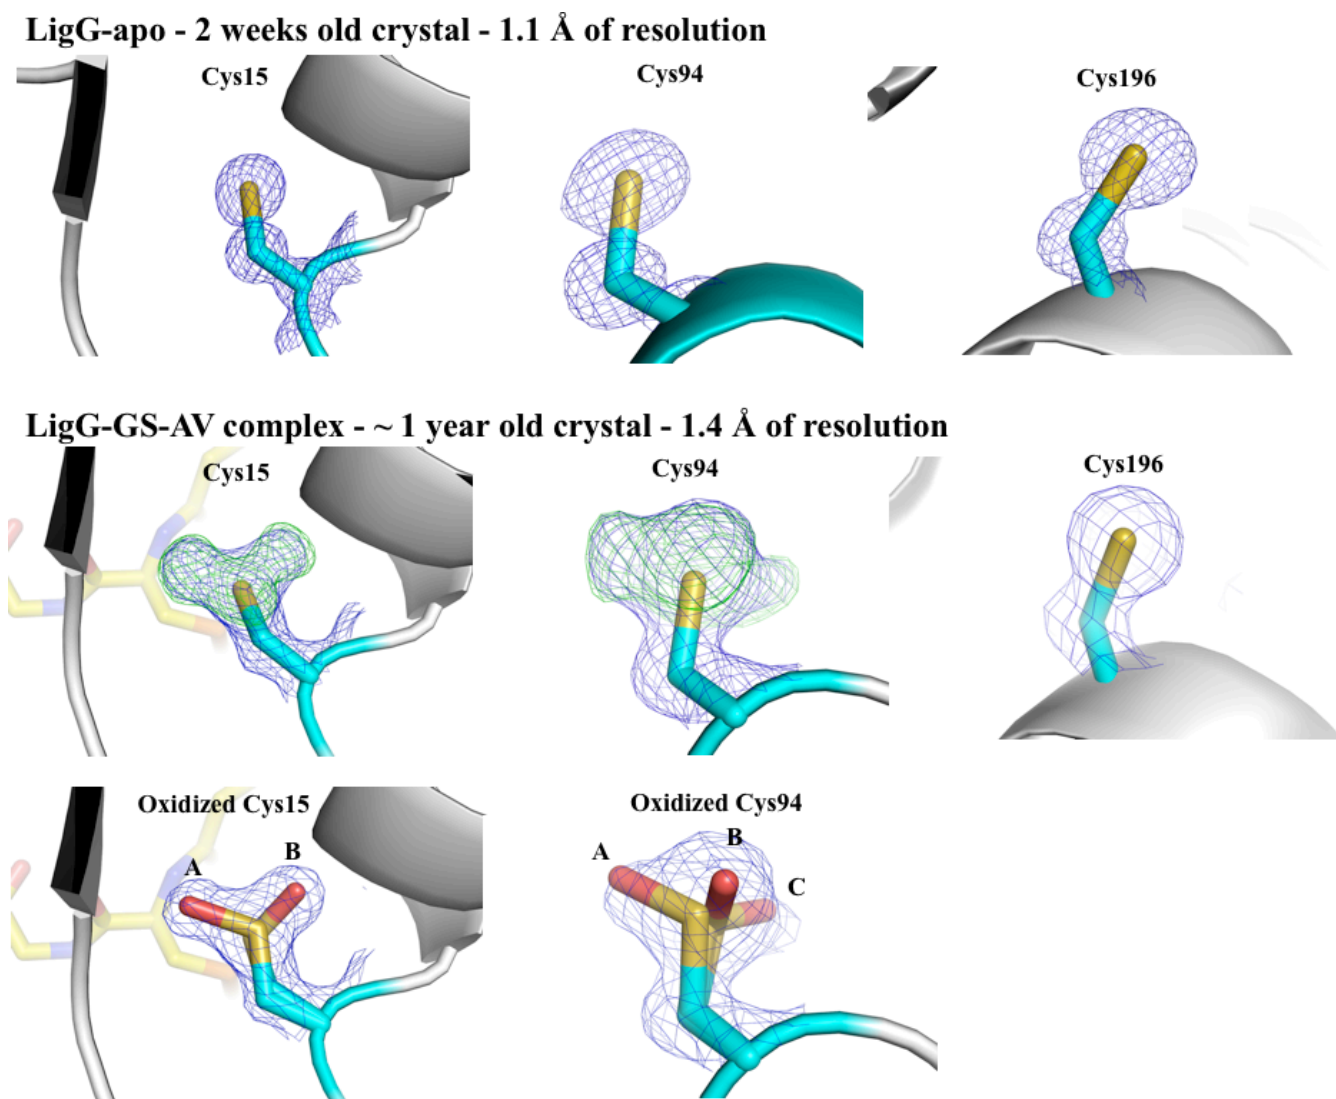 LigG-apo - 2 weeks old crystal - 1.1 Å of resolution
Cys15
Cys94
Cys196
LigG-GS-AV complex - ~ 1 year old crystal - 1.4 Å of resolution
Cys15
Cys94
Cys196
Oxidized Cys15
A
B
Oxidized Cys94
A
B
C